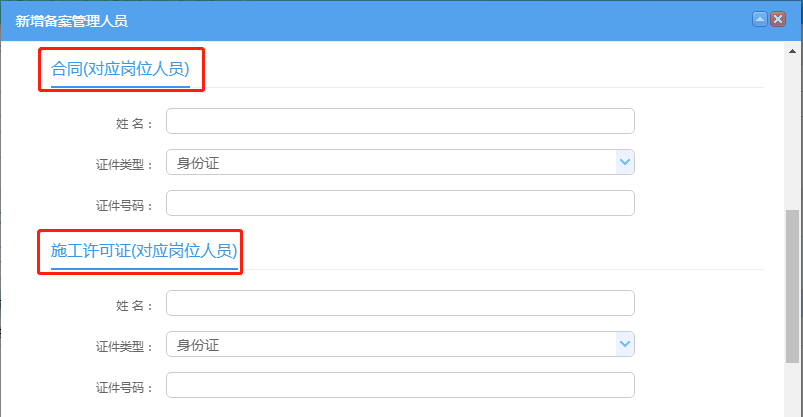 新增备案管理人员
合同(对应岗位人员)
姓 名：
证件类型： 身份证
证件号码：
施工许可证(对应岗位人员)
姓 名：
证件类型： 身份证
证件号码：